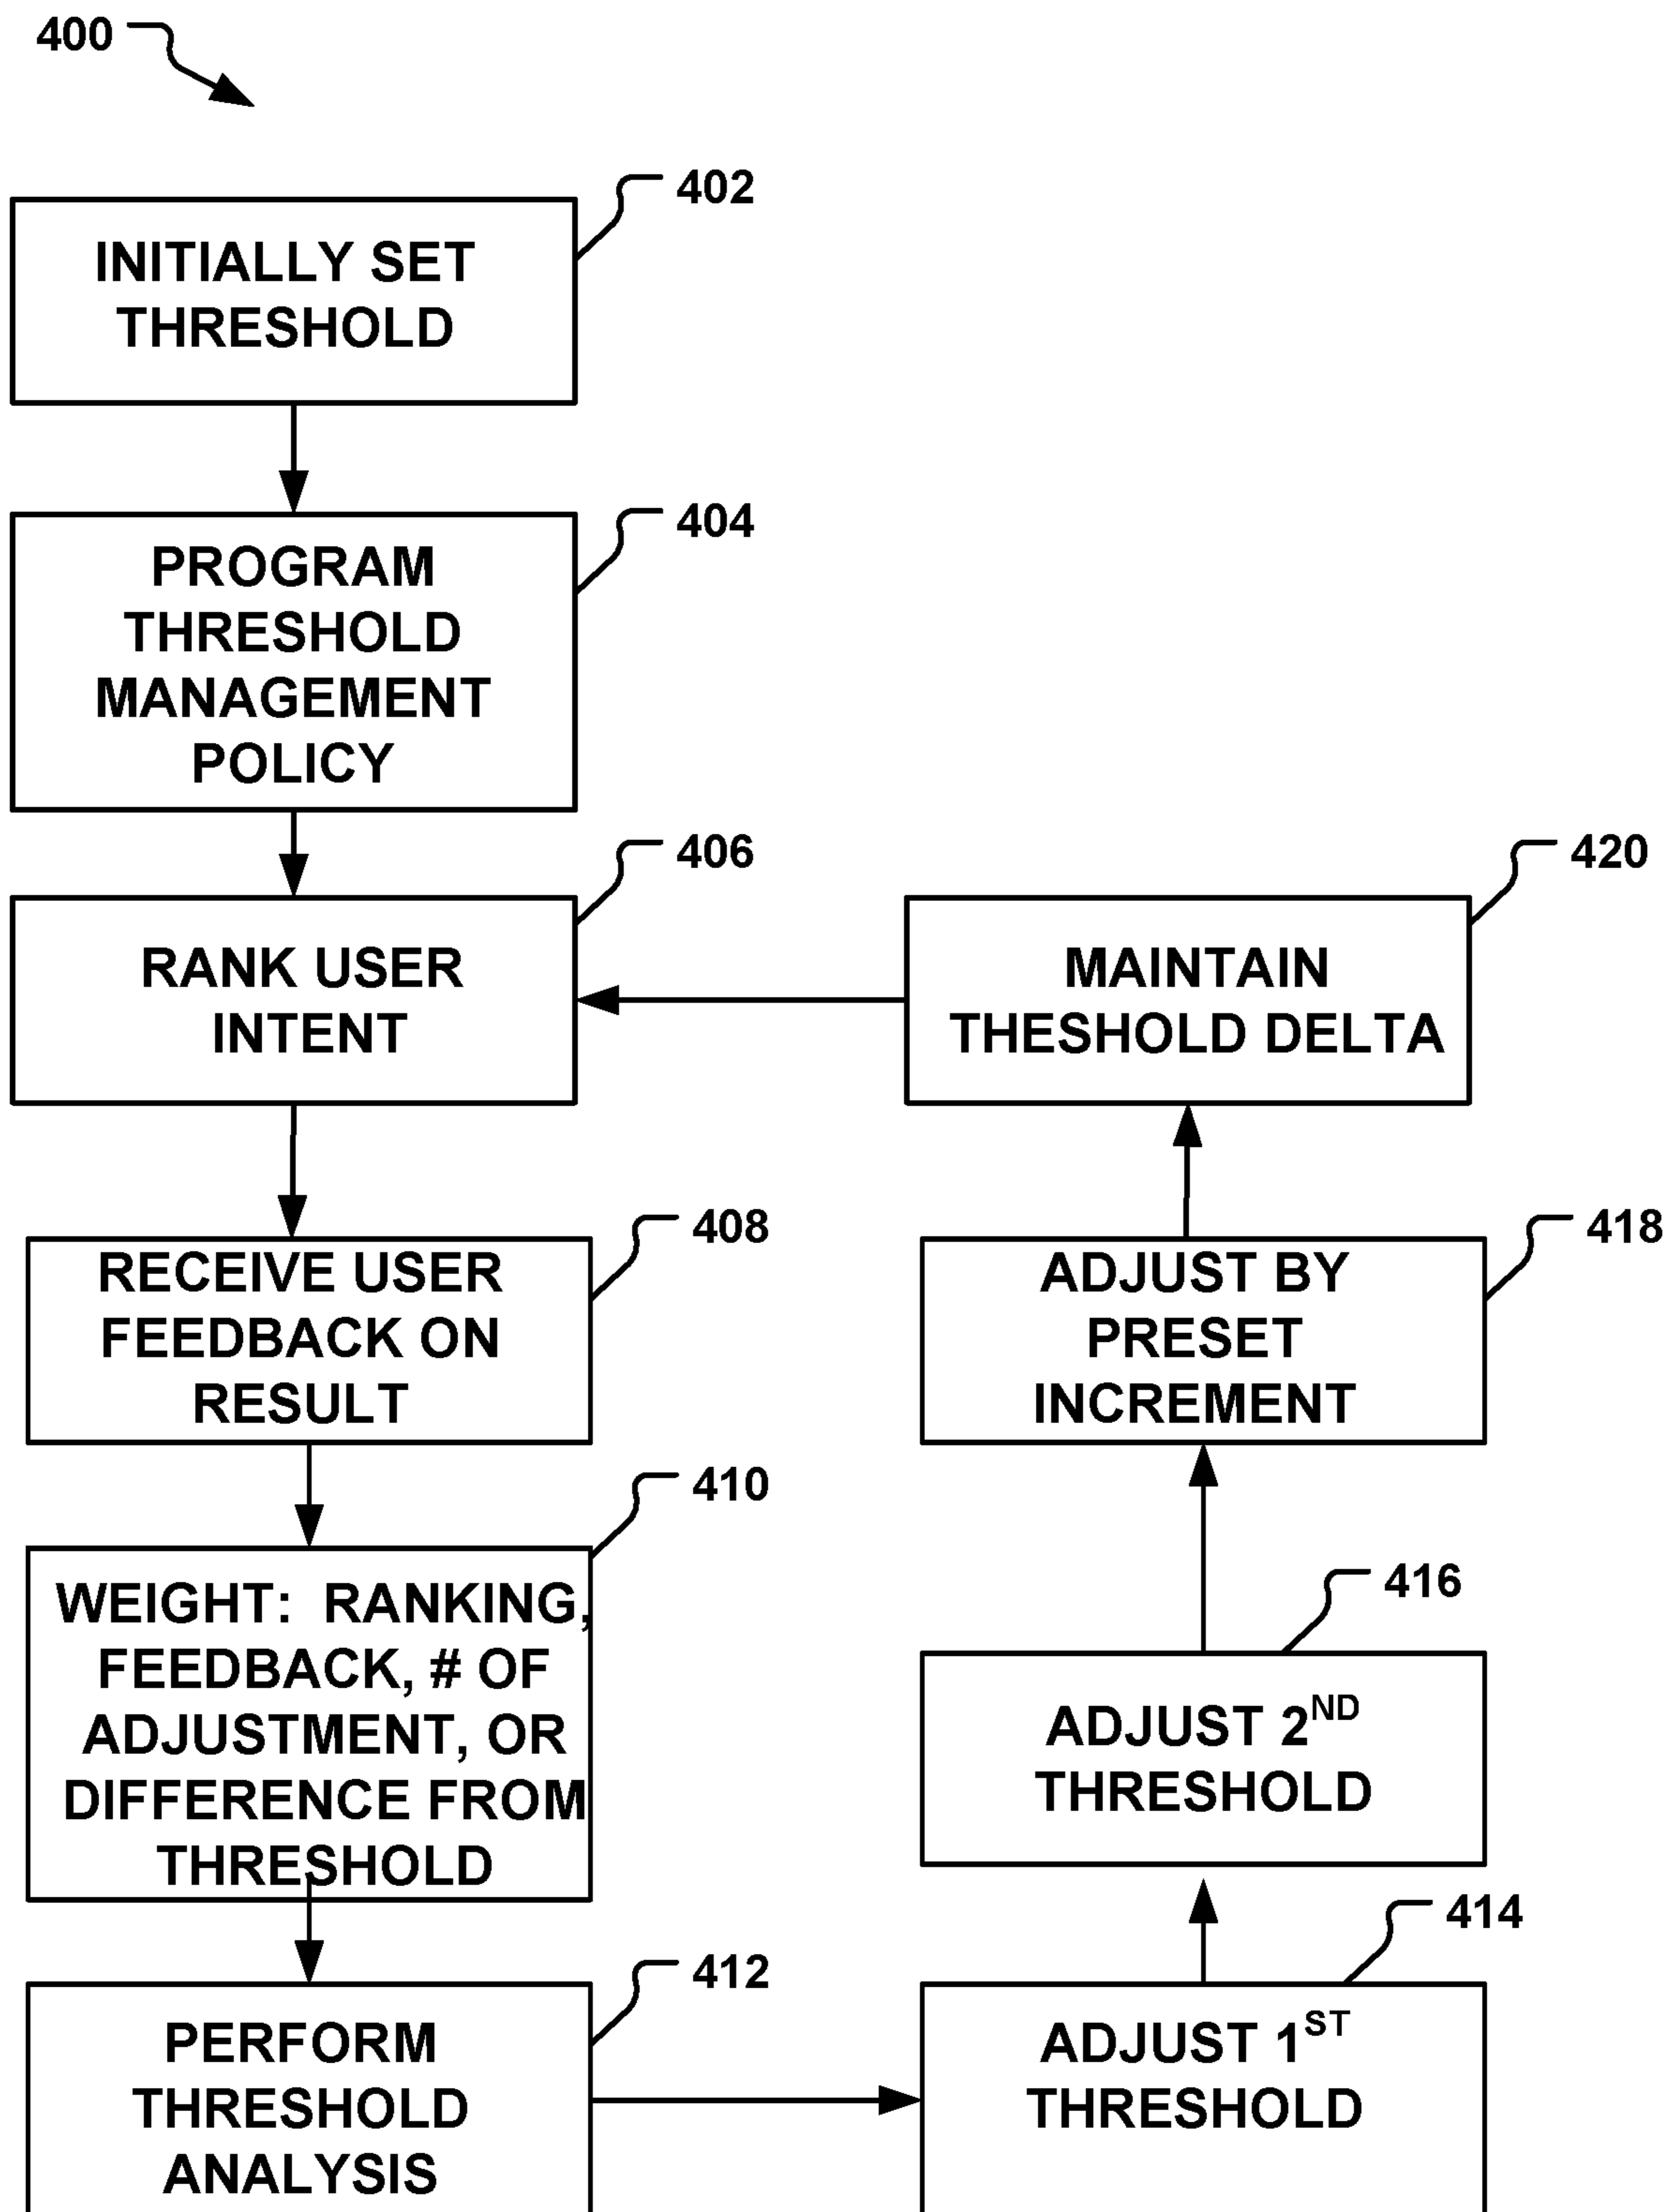 400
402
INITIALLY SET
THRESHOLD
404
PROGRAM
THRESHOLD
MANAGEMENT
POLICY
406
RANK USER
INTENT
408
RECEIVE USER
FEEDBACK ON
RESULT
410
WEIGHT: RANKING,
FEEDBACK, # OF
ADJUSTMENT, OR
DIFFERENCE FROM
THRESHOLD
412
PERFORM
THRESHOLD
ANALYSIS
414
ADJUST 1ST
THRESHOLD
416
ADJUST 2ND
THRESHOLD
418
ADJUST BY
PRESET
INCREMENT
420
MAINTAIN
THESHOLD DELTA